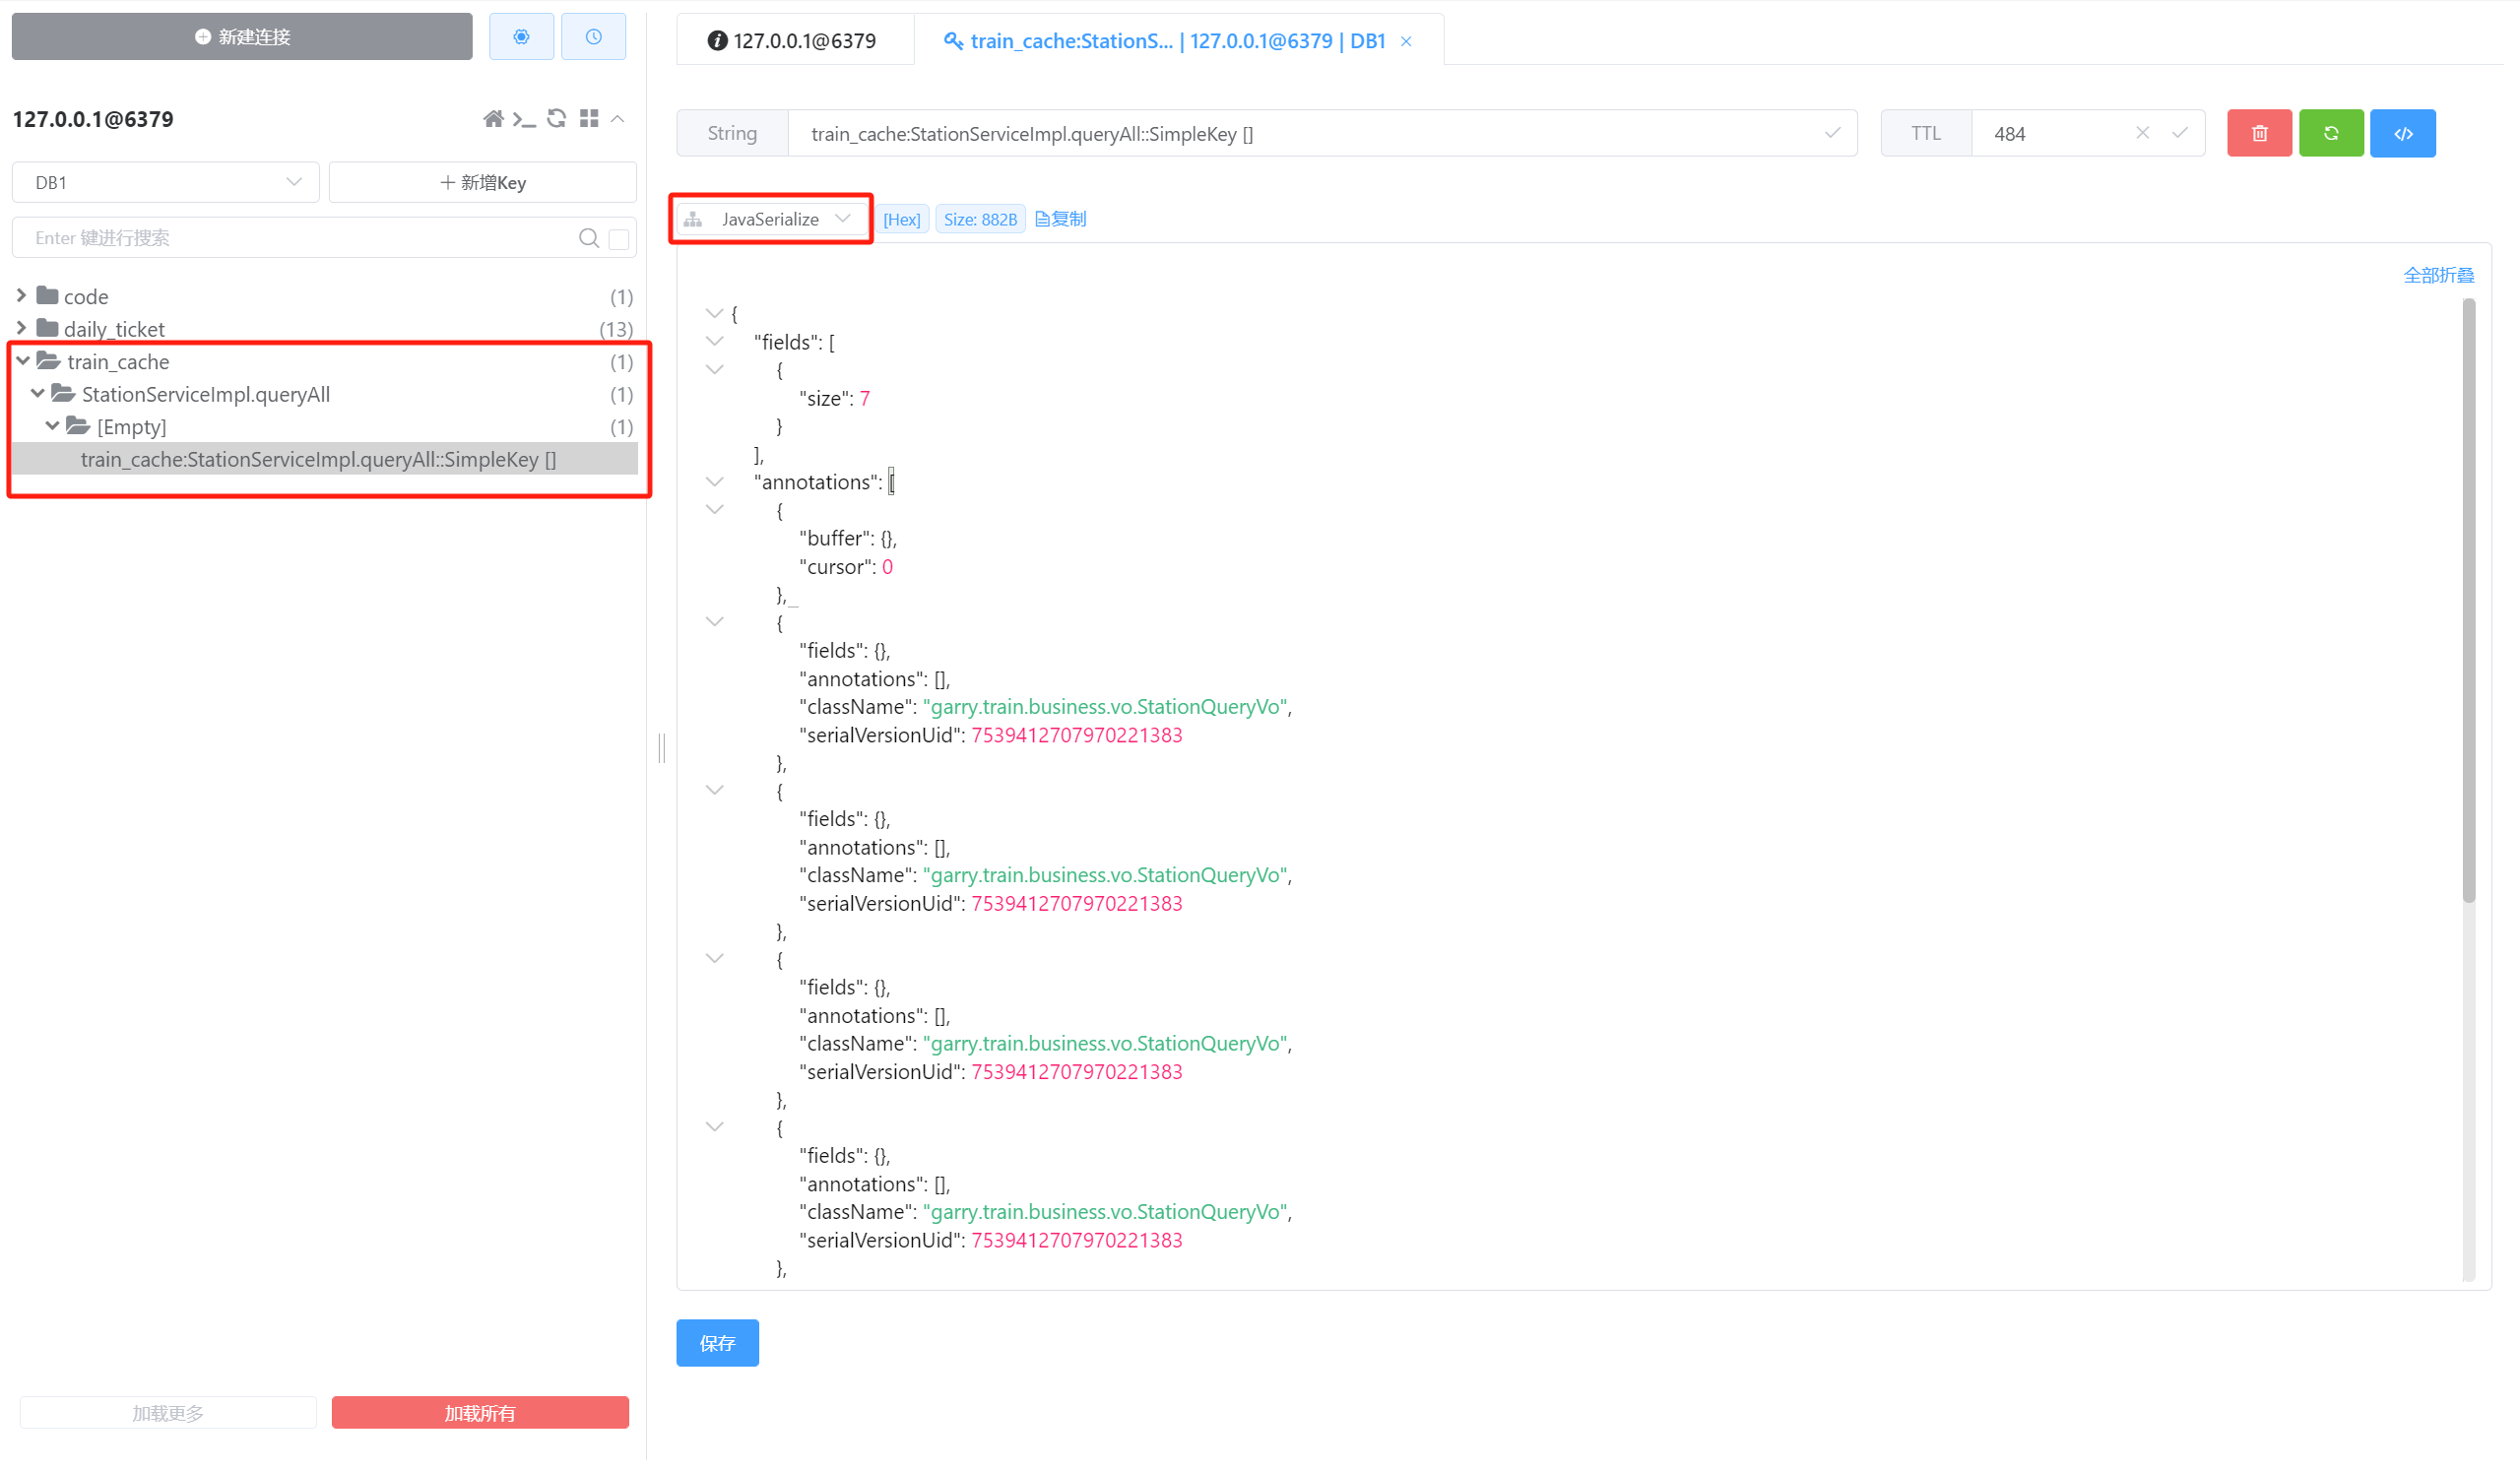 新建连接
127.0.0.1@6379
DB1
新增Key
Enter 键进行搜索
code (1)
daily_ticket (13)
train_cache (1)
StationServiceImpl.queryAll (1)
[Empty] (1)
train_cache:StationServiceImpl.queryAll::SimpleKey []
加载更多
加载所有
127.0.0.1@6379
train_cache:StationS... | 127.0.0.1@6379 | DB1
String train_cache:StationServiceImpl.queryAll::SimpleKey []
TTL 484
JavaSerialize [Hex] Size: 882B 复制
全部折叠
{
"fields": [
{
"size": 7
}
],
"annotations": [
{
"buffer": {},
"cursor": 0
},
{
"fields": {},
"annotations": [],
"className": "garry.train.business.vo.StationQueryVo",
"serialVersionUid": 7539412707970221383
},
{
"fields": {},
"annotations": [],
"className": "garry.train.business.vo.StationQueryVo",
"serialVersionUid": 7539412707970221383
},
{
"fields": {},
"annotations": [],
"className": "garry.train.business.vo.StationQueryVo",
"serialVersionUid": 7539412707970221383
},
{
"fields": {},
"annotations": [],
"className": "garry.train.business.vo.StationQueryVo",
"serialVersionUid": 7539412707970221383
},
保存